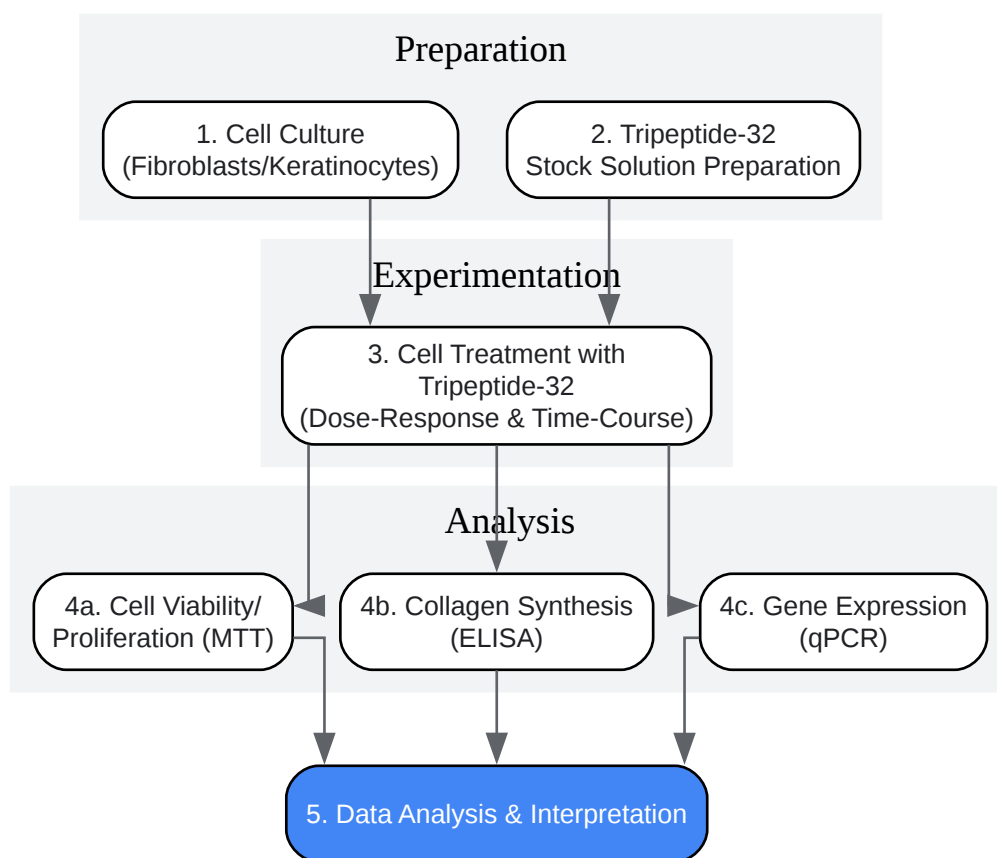 Preparation
1. Cell Culture
(Fibroblasts/Keratinocytes)
2. Tripeptide-32
Stock Solution Preparation
Experimentation
3. Cell Treatment with
Tripeptide-32
(Dose-Response & Time-Course)
Analysis
4a. Cell Viability/
Proliferation (MTT)
4b. Collagen Synthesis
(ELISA)
4c. Gene Expression
(qPCR)
5. Data Analysis & Interpretation